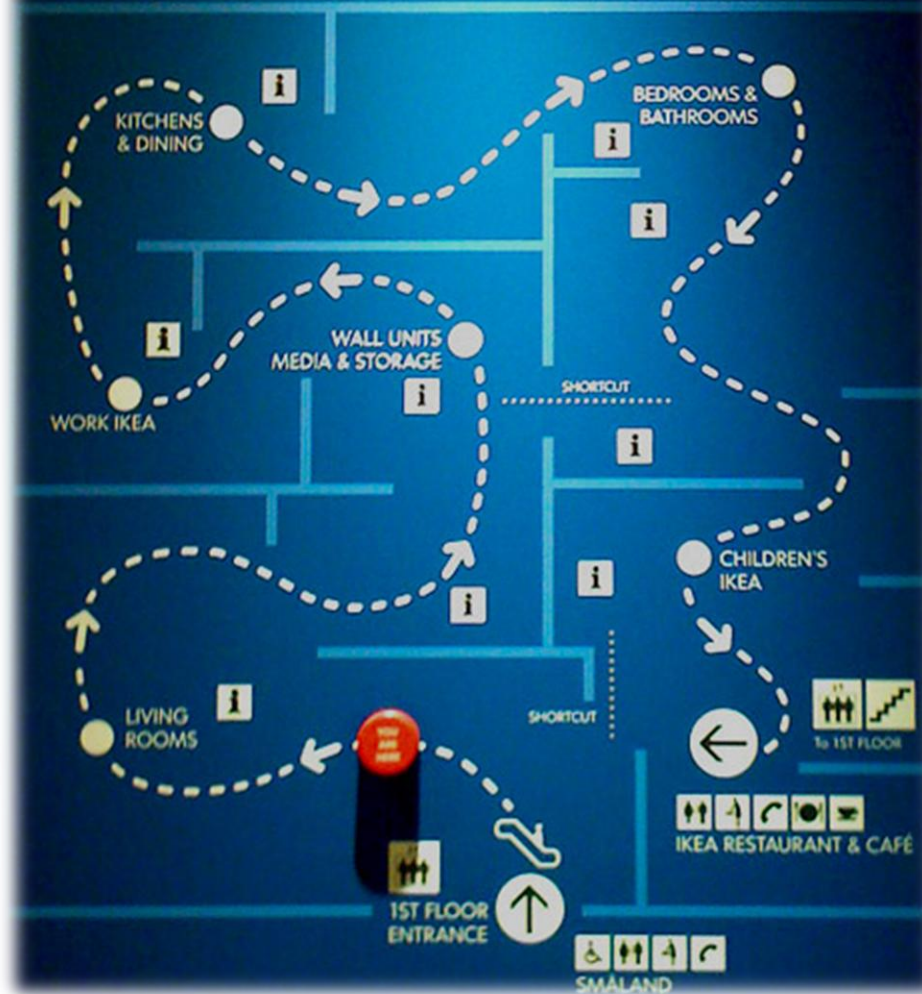 KITCHENS
& DINING
BEDROOMS &
BATHROOMS
WALL UNITS
MEDIA & STORAGE
SHORTCUT
WORK IKEA
CHILDREN'S
IKEA
LIVING
ROOMS
SHORTCUT
YOU
ARE
HERE
To 1ST FLOOR
IKEA RESTAURANT & CAFÉ
1ST FLOOR
ENTRANCE
SMÅLAND
i
i
i
i
i
i
i
i
i